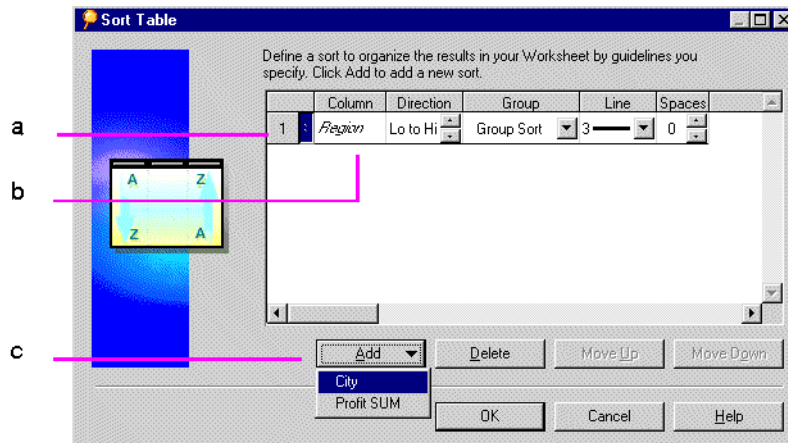 Sort Table
Define a sort to organize the results in your Worksheet by guidelines you
specify. Click Add to add a new sort.
Column Direction Group Line Spaces
a
1 Region Lo to Hi Group Sort 3 0
b
A Z
Z A
c
Add Delete Move Up Move Down
City
Profit SUM
OK Cancel Help